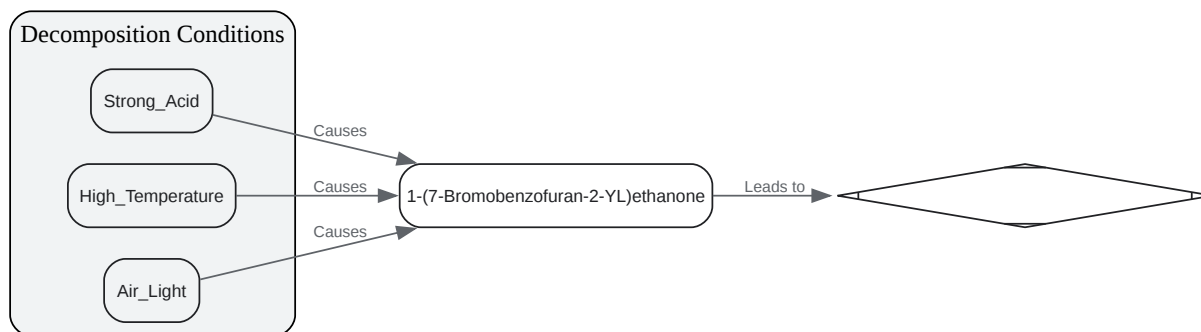 Decomposition Conditions
Strong_Acid
Causes
High_Temperature
Causes
1-(7-Bromobenzofuran-2-YL)ethanone
Leads to
Causes
Air_Light